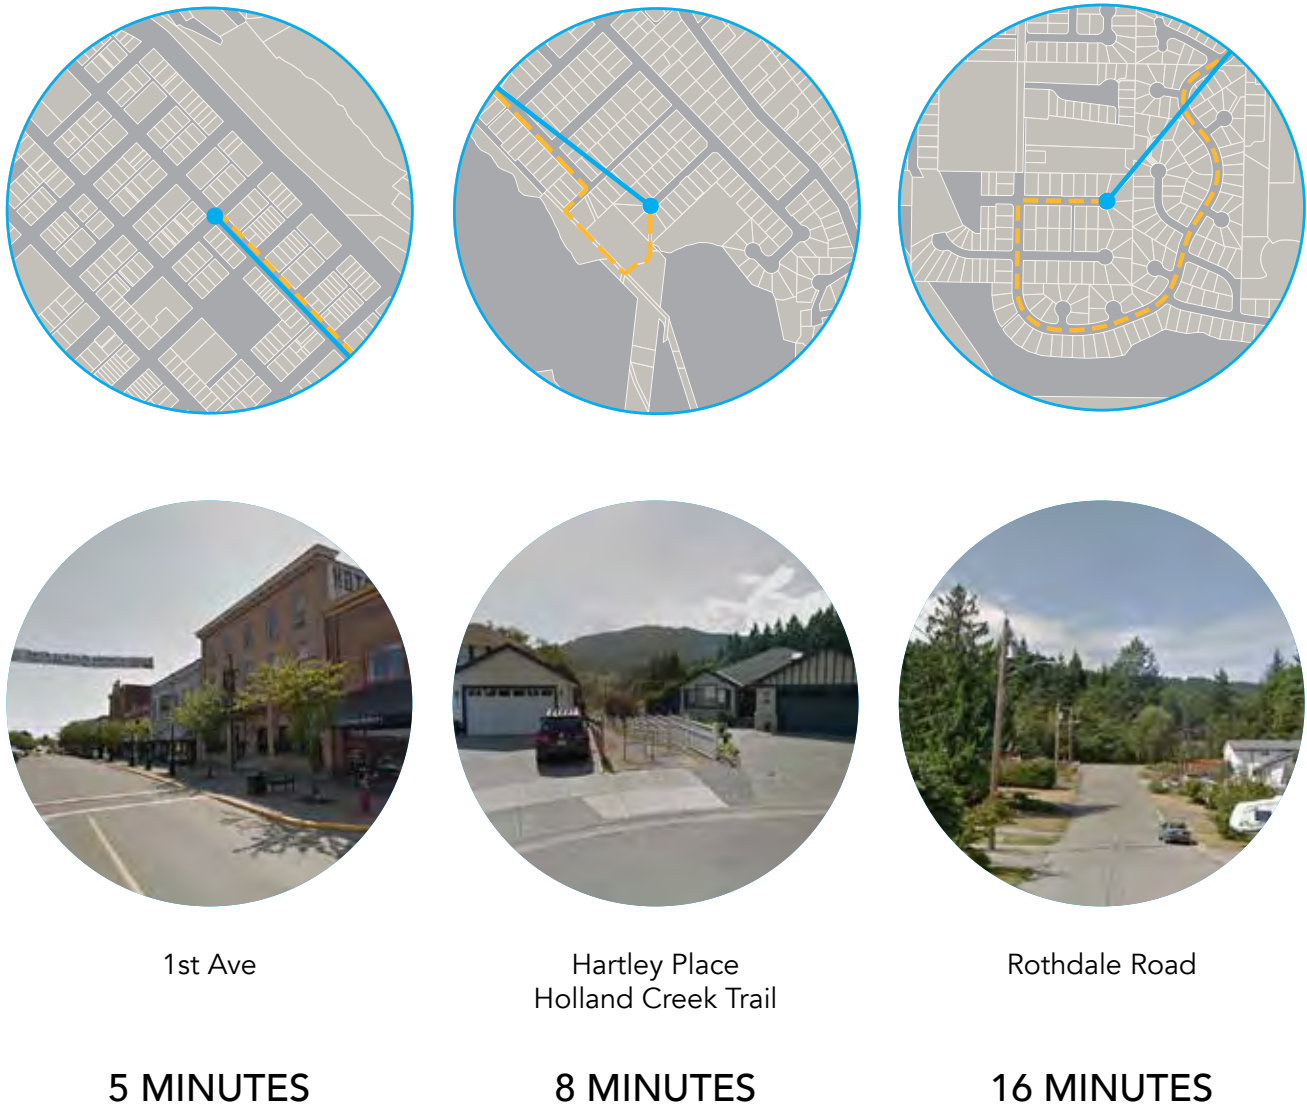 1st Ave
Hartley Place
Holland Creek Trail
Rothdale Road
5 MINUTES
8 MINUTES
16 MINUTES